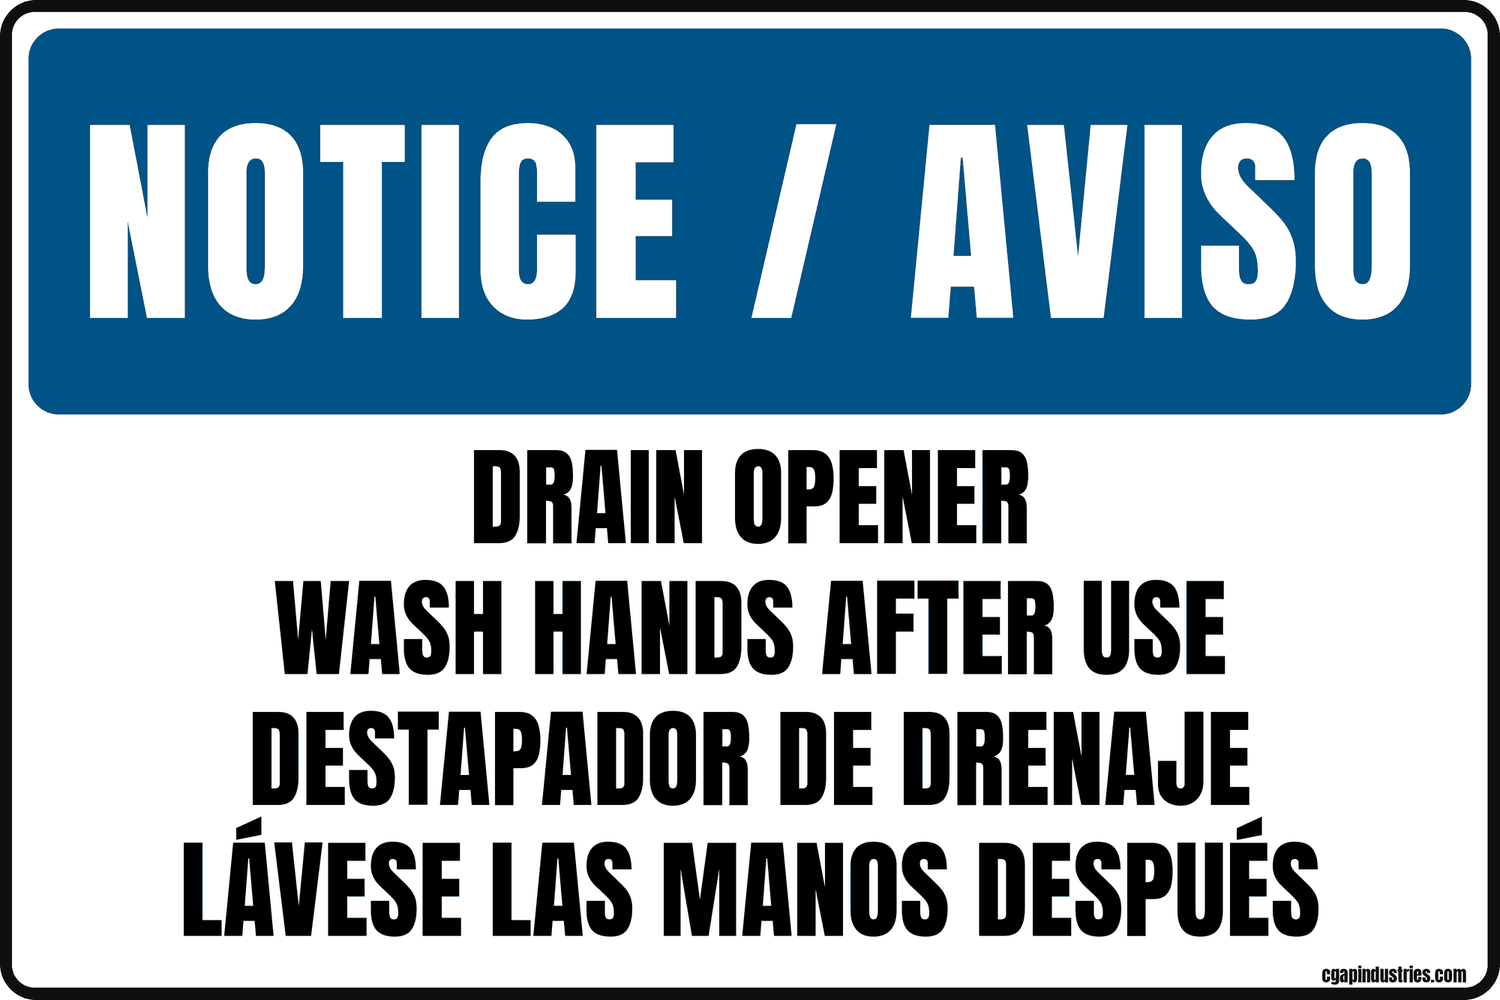 NOTICE / AVISO
DRAIN OPENER
WASH HANDS AFTER USE
DESTAPADOR DE DRENAJE
LÁVESE LAS MANOS DESPUÉS
cgapindustries.com